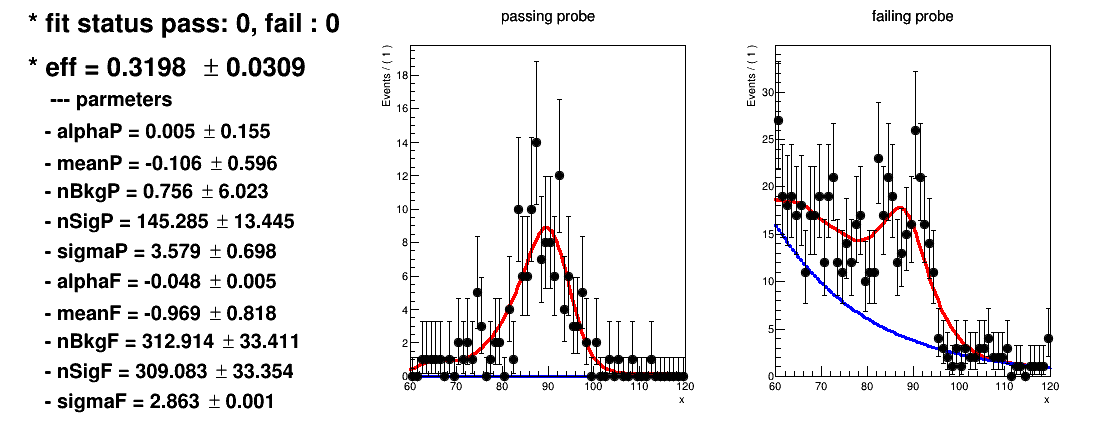 * fit status pass: 0, fail : 0
* eff = 0.3198 ± 0.0309
--- parmeters
- alphaP = 0.005 ± 0.155
- meanP = -0.106 ± 0.596
- nBkgP = 0.756 ± 6.023
- nSigP = 145.285 ± 13.445
- sigmaP = 3.579 ± 0.698
- alphaF = -0.048 ± 0.005
- meanF = -0.969 ± 0.818
- nBkgF = 312.914 ± 33.411
- nSigF = 309.083 ± 33.354
- sigmaF = 2.863 ± 0.001
passing probe
Events / ( 1 )
18
16
14
12
10
8
6
4
2
0
60 70 80 90 100 110 120
x
failing probe
Events / ( 1 )
30
25
20
15
10
5
0
60 70 80 90 100 110 120
x